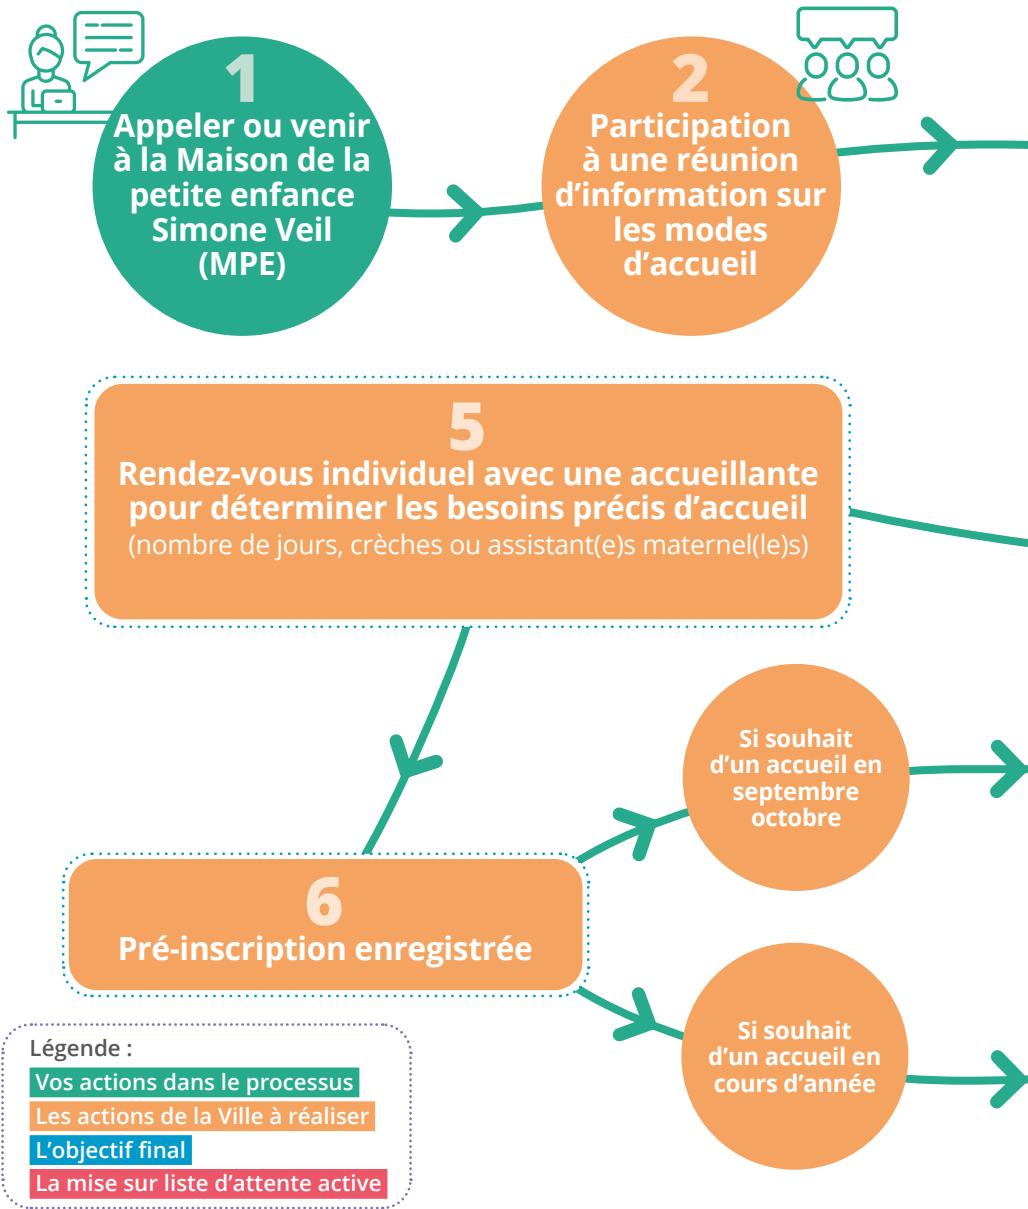 1
Appeler ou venir
à la Maison de la
petite enfance
Simone Veil
(MPE)
2
Participation
à une réunion
d’information sur
les modes
d’accueil
5
Rendez-vous individuel avec une accueillante
pour déterminer les besoins précis d’accueil
(nombre de jours, crèches ou assistant(e)s maternel(le)s)
6
Pré-inscription enregistrée
Si souhait
d’un accueil en
septembre
octobre
Si souhait
d’un accueil en
cours d’année
Légende :
Vos actions dans le processus
Les actions de la Ville à réaliser
L’objectif final
La mise sur liste d’attente active